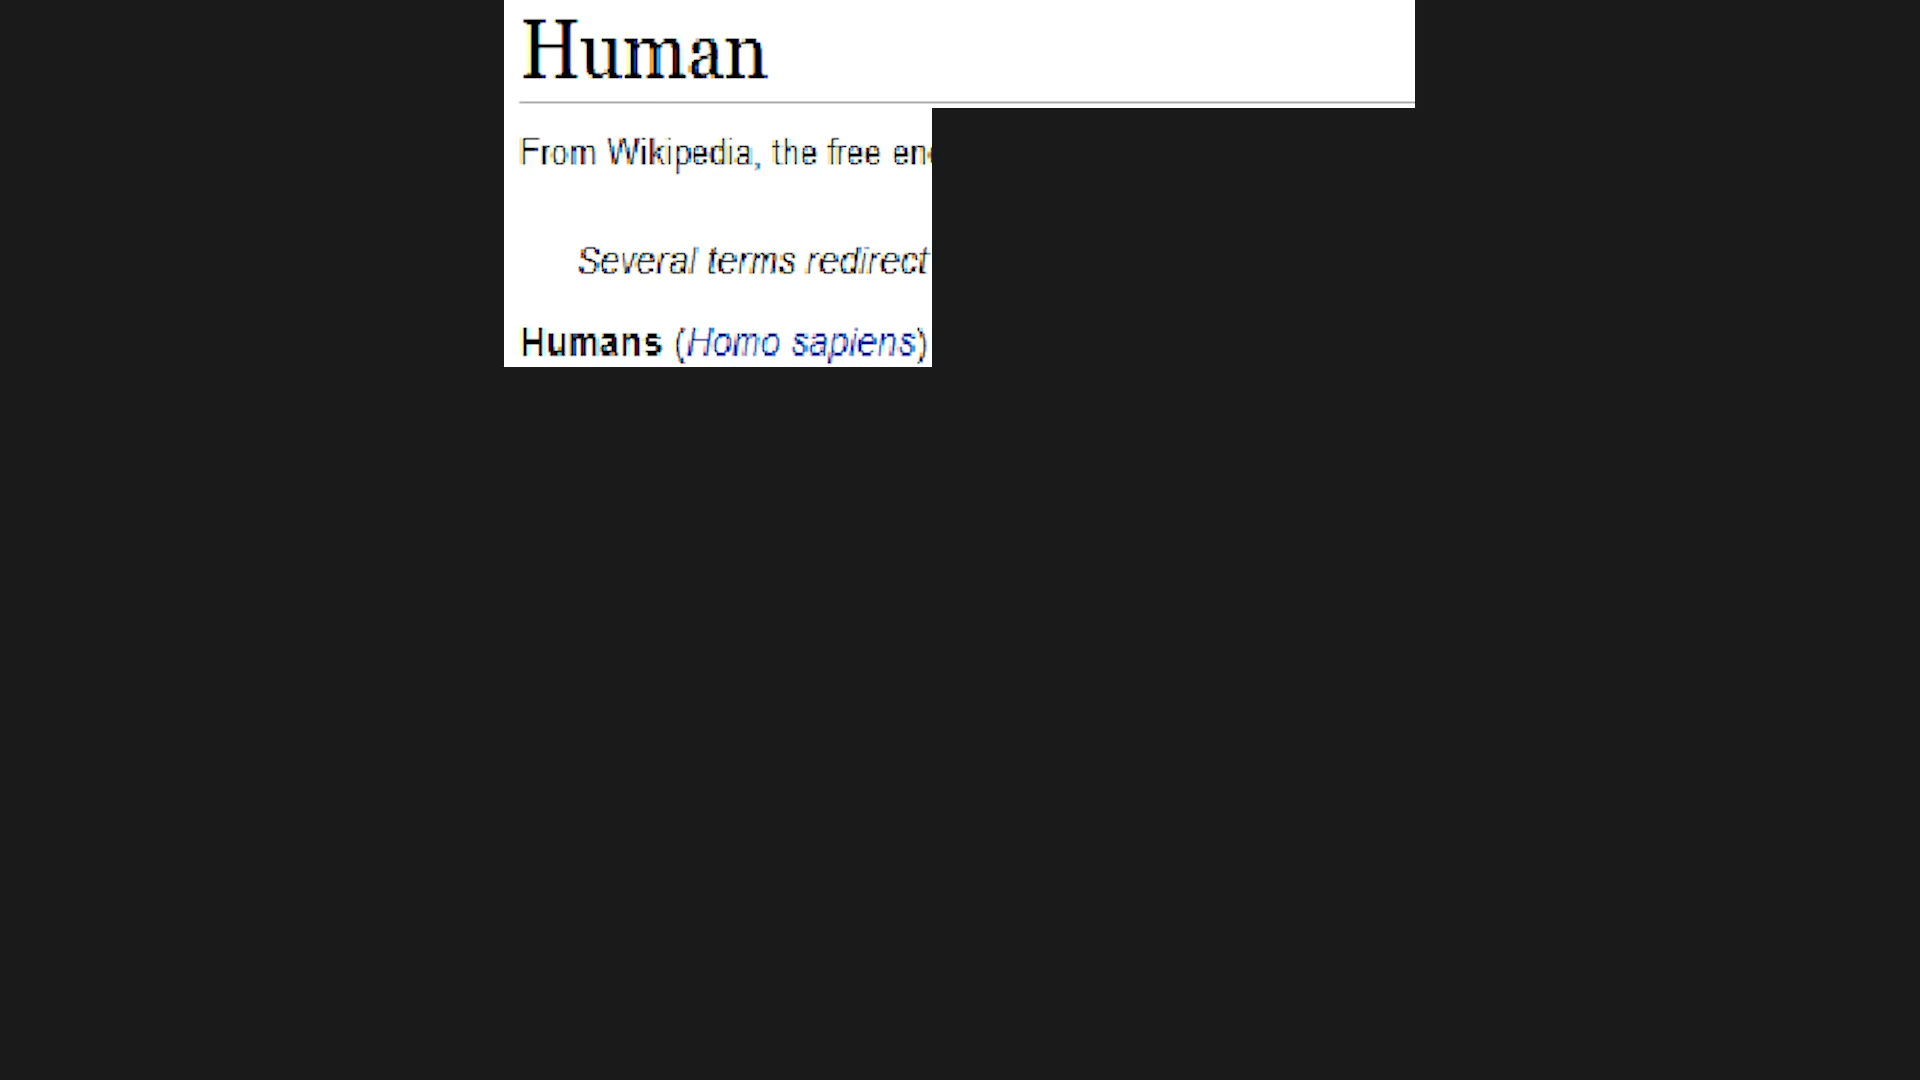 Human
From Wikipedia, the free
Several terms redirect
Humans (Homo sapiens)